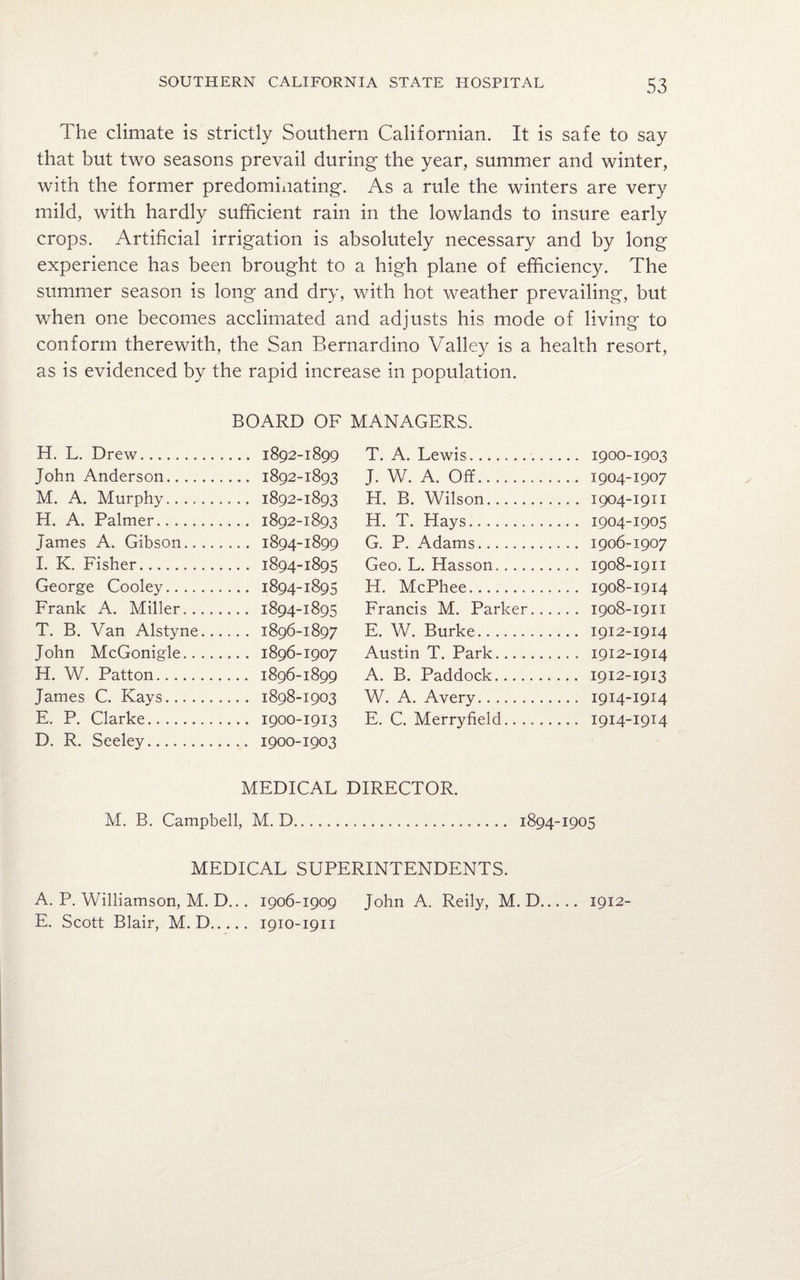 SOUTHERN CALIFORNIA STATE HOSPITAL 53
The climate is strictly Southern Californian. It is safe to say
that but two seasons prevail during the year, summer and winter,
with the former predominating. As a rule the winters are very
mild, with hardly sufficient rain in the lowlands to insure early
crops. Artificial irrigation is absolutely necessary and by long
experience has been brought to a high plane of efficiency. The
summer season is long and dry, with hot weather prevailing, but
when one becomes acclimated and adjusts his mode of living to
conform therewith, the San Bernardino Valley is a health resort,
as is evidenced by the rapid increase in population.
BOARD OF MANAGERS.
H. L. Drew.............. 1892-1899
John Anderson........... 1892-1893
M. A. Murphy.......... 1892-1893
H. A. Palmer............ 1892-1893
James A. Gibson........ 1894-1899
I. K. Fisher.............. 1894-1895
George Cooley.......... 1894-1895
Frank A. Miller........ 1894-1895
T. B. Van Alstyne...... 1896-1897
John McGonigle........ 1896-1907
H. W. Patton........... 1896-1899
James C. Kays.......... 1898-1903
E. P. Clarke............. 1900-1913
D. R. Seeley............. 1900-1903
T. A. Lewis.............. 1900-1903
J. W. A. Off............. 1904-1907
H. B. Wilson............ 1904-1911
H. T. Hays.............. 1904-1905
G. P. Adams............. 1906-1907
Geo. L. Hasson.......... 1908-1911
H. McPhee.............. 1908-1914
Francis M. Parker...... 1908-1911
E. W. Burke............. 1912-1914
Austin T. Park.......... 1912-1914
A. B. Paddock........... 1912-1913
W. A. Avery............. 1914-1914
E. C. Merryfield......... 1914-1914
MEDICAL DIRECTOR.
M. B. Campbell, M. D........................... 1894-1905
MEDICAL SUPERINTENDENTS.
A. P. Williamson, M. D... 1906-1909
E. Scott Blair, M. D..... 1910-1911
John A. Reily, M. D..... 1912-